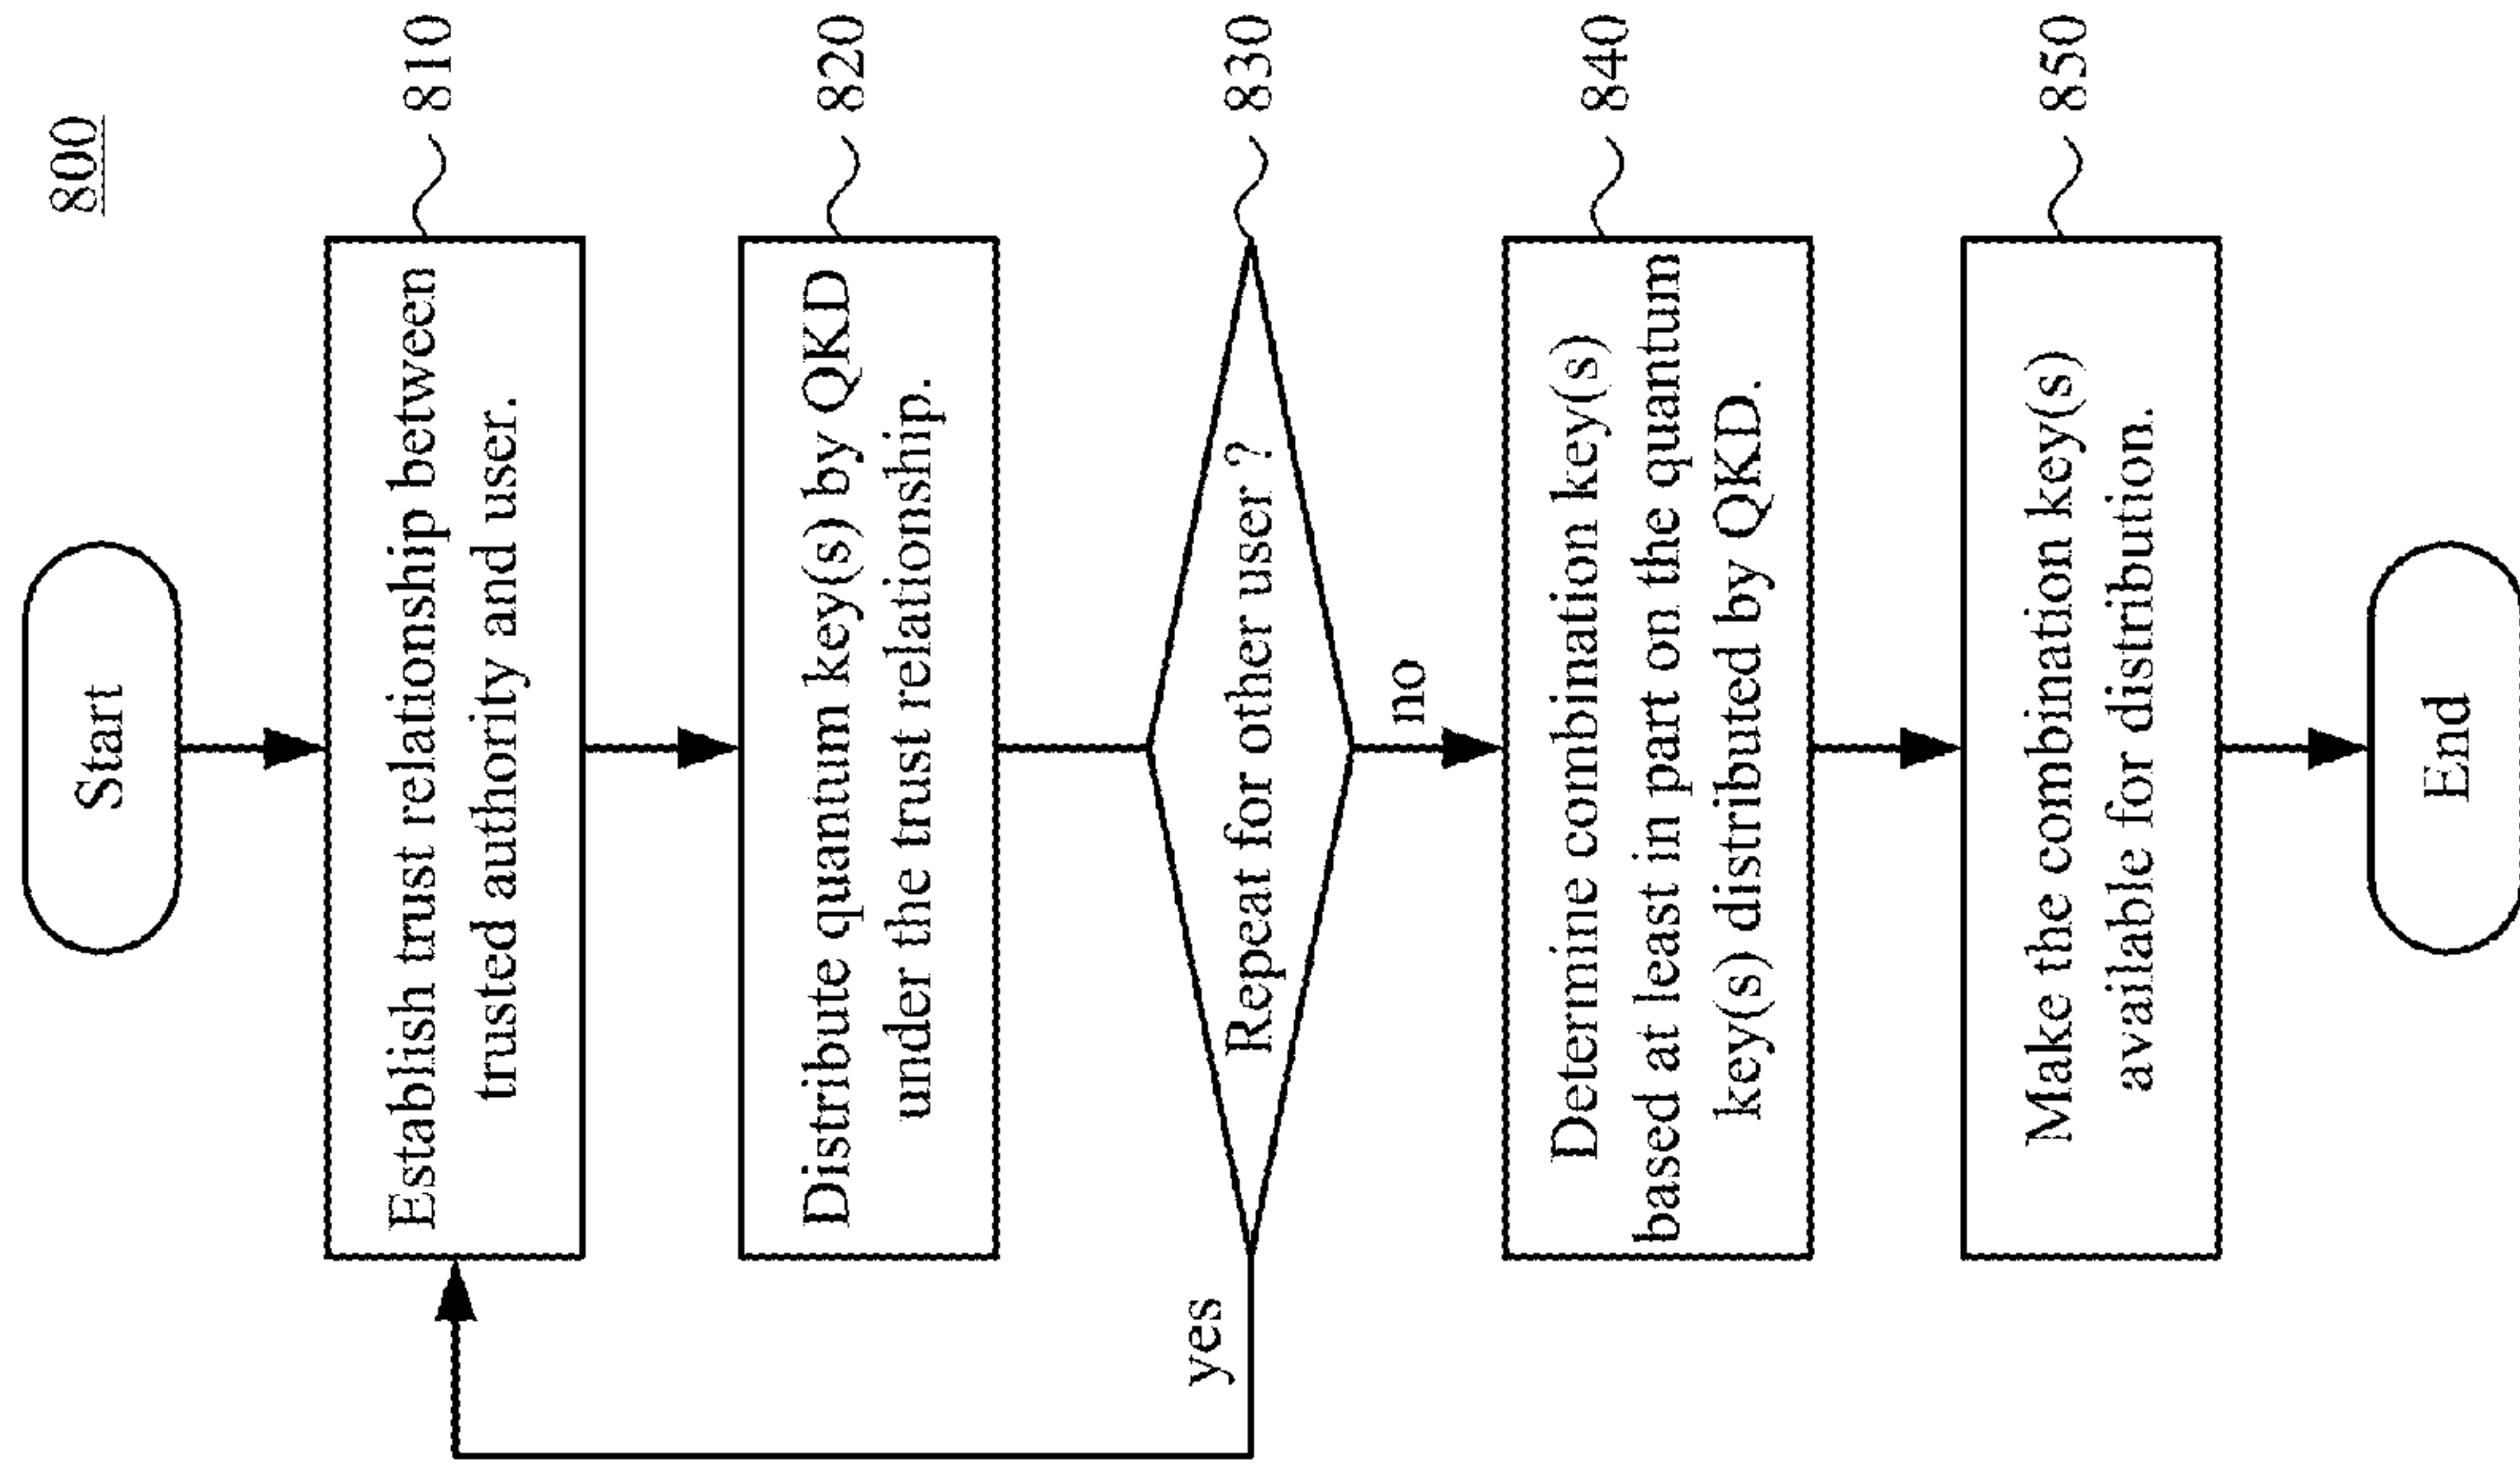 800
Start
Establish trust relationship between
trusted authority and user.
810
Distribute quantum key(s) by QKD
under the trust relationship.
820
Repeat for other user ?
830
yes
no
Determine combination key(s)
based at least in part on the quantum
key(s) distributed by QKD.
840
Make the combination key(s)
available for distribution.
850
End